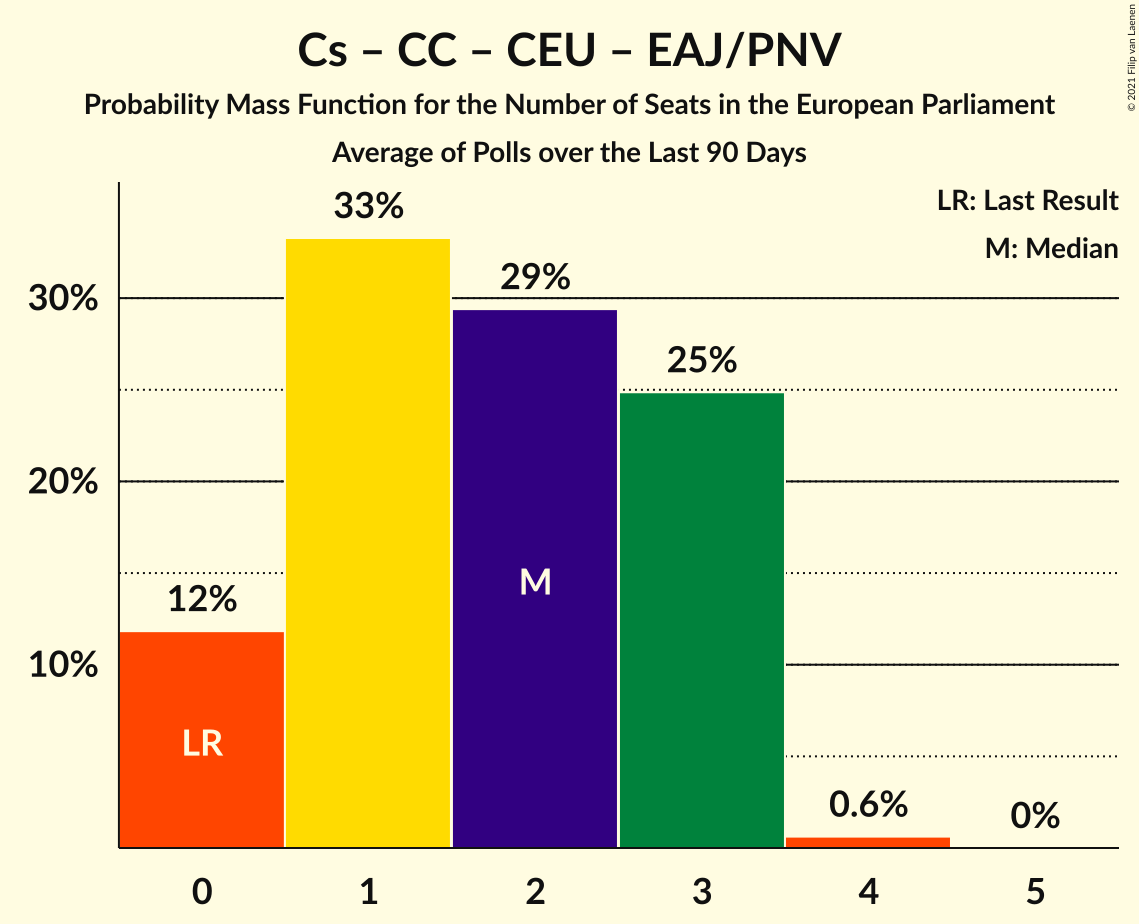 Cs – CC – CEU – EAJ/PNV
Probability Mass Function for the Number of Seats in the European Parliament
Average of Polls over the Last 90 Days
© 2021 Filip van Laenen
LR: Last Result
M: Median
33%
29%
30%
25%
20%
12%
10%
M
LR
0.6%
0%
0 1 2 3 4 5